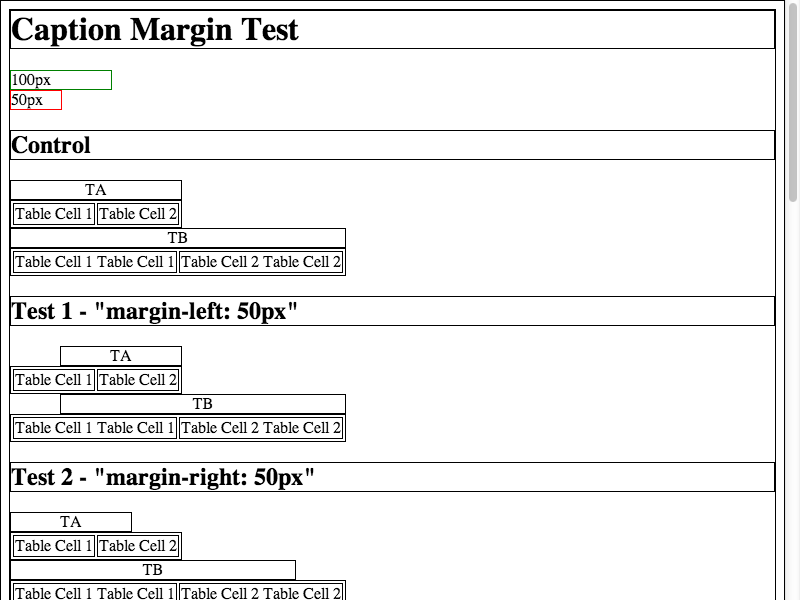 Caption Margin Test
100px
50px
Control
TA
Table Cell 1 Table Cell 2
TB
Table Cell 1 Table Cell 1 Table Cell 2 Table Cell 2
Test 1 - "margin-left: 50px"
TA
Table Cell 1 Table Cell 2
TB
Table Cell 1 Table Cell 1 Table Cell 2 Table Cell 2
Test 2 - "margin-right: 50px"
TA
Table Cell 1 Table Cell 2
TB
Table Cell 1 Table Cell 1 Table Cell 2 Table Cell 2